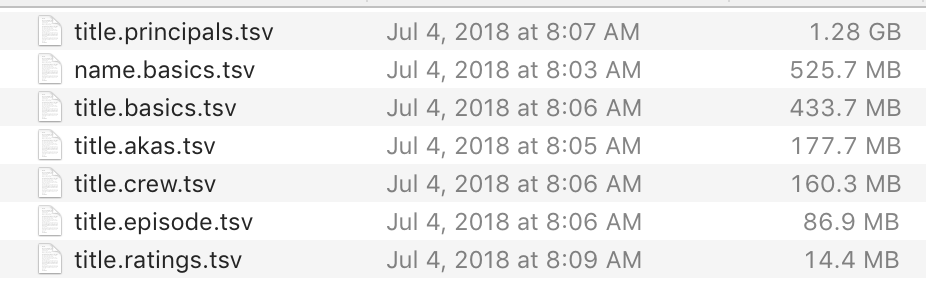 title.principals.tsv Jul 4, 2018 at 8:07 AM 1.28 GB
name.basics.tsv Jul 4, 2018 at 8:03 AM 525.7 MB
title.basics.tsv Jul 4, 2018 at 8:06 AM 433.7 MB
title.akas.tsv Jul 4, 2018 at 8:05 AM 177.7 MB
title.crew.tsv Jul 4, 2018 at 8:06 AM 160.3 MB
title.episode.tsv Jul 4, 2018 at 8:06 AM 86.9 MB
title.ratings.tsv Jul 4, 2018 at 8:09 AM 14.4 MB